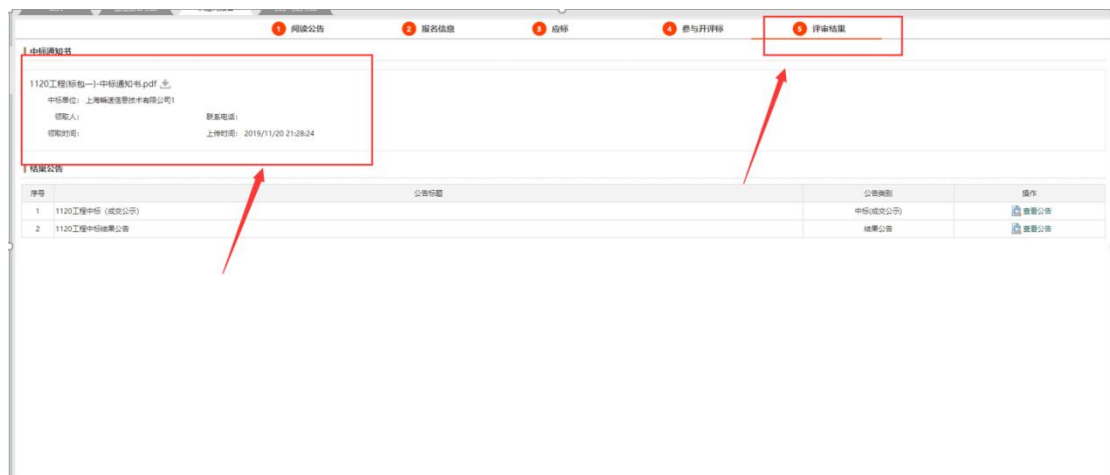 1 阅读公告 2 报名信息 3 应标 4 参与开评标 5 评审结果
中标通知书
1120工程(标包一)-中标通知书.pdf
中标单位： 上海瞬速信息技术有限公司1
领取人： 联系电话：
领取时间： 上传时间： 2019/11/20 21:28:24
结果公告
序号 公告标题 公告类别 操作
1 1120工程中标（成交公示） 中标(成交公示) 查看公告
2 1120工程中标结果公告 结果公告 查看公告